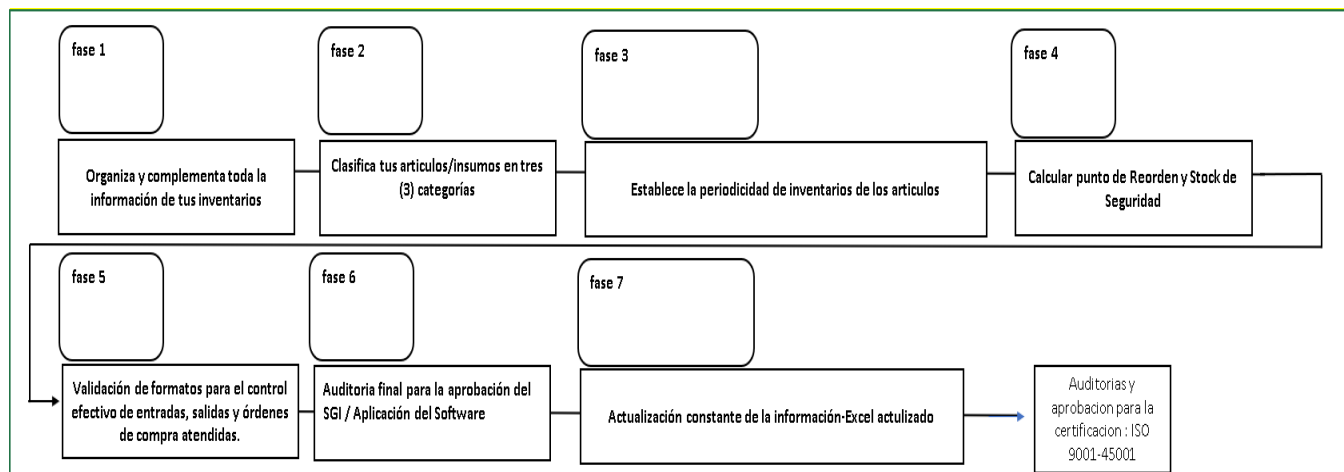 fase 1
fase 2
fase 3
fase 4
Organiza y complementa toda la
información de tus inventarios
Clasifica tus articulos/insumos en tres
(3) categorías
Establece la periodicidad de inventarios de los articulos
Calcular punto de Reorden y Stock de
Seguridad
fase 5
fase 6
fase 7
Validación de formatos para el control
efectivo de entradas, salidas y órdenes
de compra atendidas.
Auditoria final para la aprobación del
SGI / Aplicación del Software
Actualización constante de la información-Excel actulizado
Auditorias y
aprobacion para la
certificacion : ISO
9001-45001